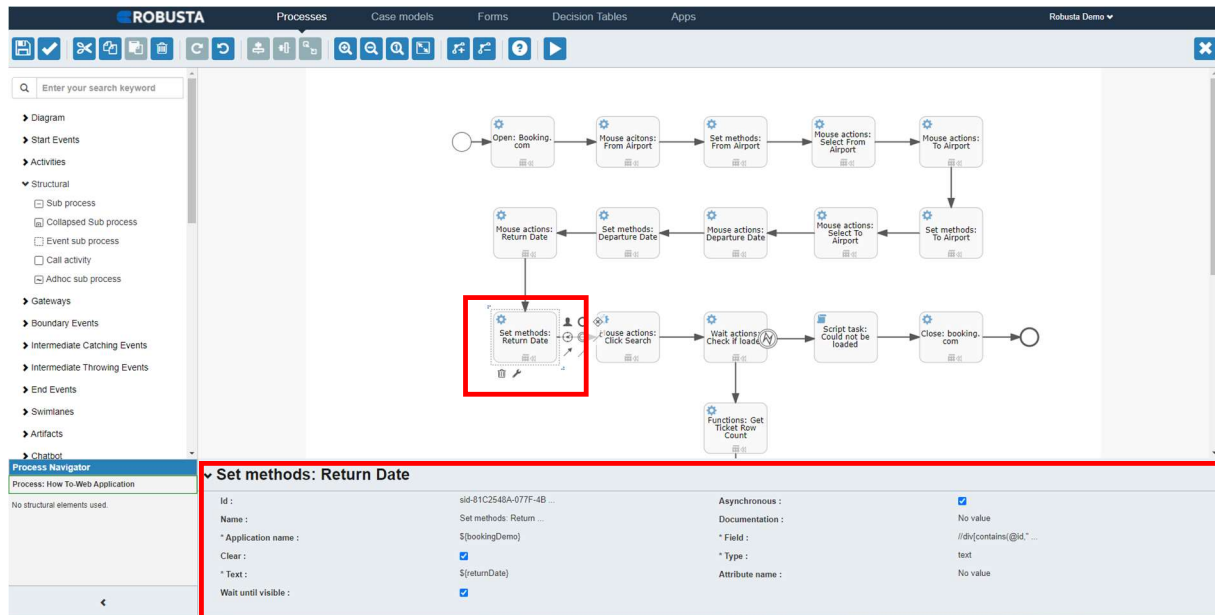 ROBUSTA
Processes
Case models
Forms
Decision Tables
Apps
Robusta Demo
Enter your search keyword
Diagram
Start Events
Activities
Structural
Sub process
Collapsed Sub process
Event sub process
Call activity
Adhoc sub process
Gateways
Boundary Events
Intermediate Catching Events
Intermediate Throwing Events
End Events
Swimlanes
Artifacts
Chatbot
Open: Booking.
com
Mouse acitons:
From Airport
Set methods:
From Airport
Mouse actions:
Select From
Airport
Mouse actions:
To Airport
Mouse actions:
Return Date
Set methods:
Departure Date
Mouse actions:
Departure Date
Mouse actions:
Select To
Airport
Set methods:
To Airport
Set methods:
Return Date
Mouse actions:
Click Search
Wait actions:
Check if loaded
Script task:
Could not be
loaded
Close: booking.
com
Functions: Get
Ticket Row
Count
Process Navigator
Process: How To-Web Application
No structural elements used.
Set methods: Return Date
Id : sid-81C2548A-077F-4B ... Asynchronous :
Name : Set methods: Return ... Documentation : No value
* Application name : ${bookingDemo} * Field : //div[contains(@id," ...
Clear : * Type : text
* Text : ${returnDate} Attribute name : No value
Wait until visible :